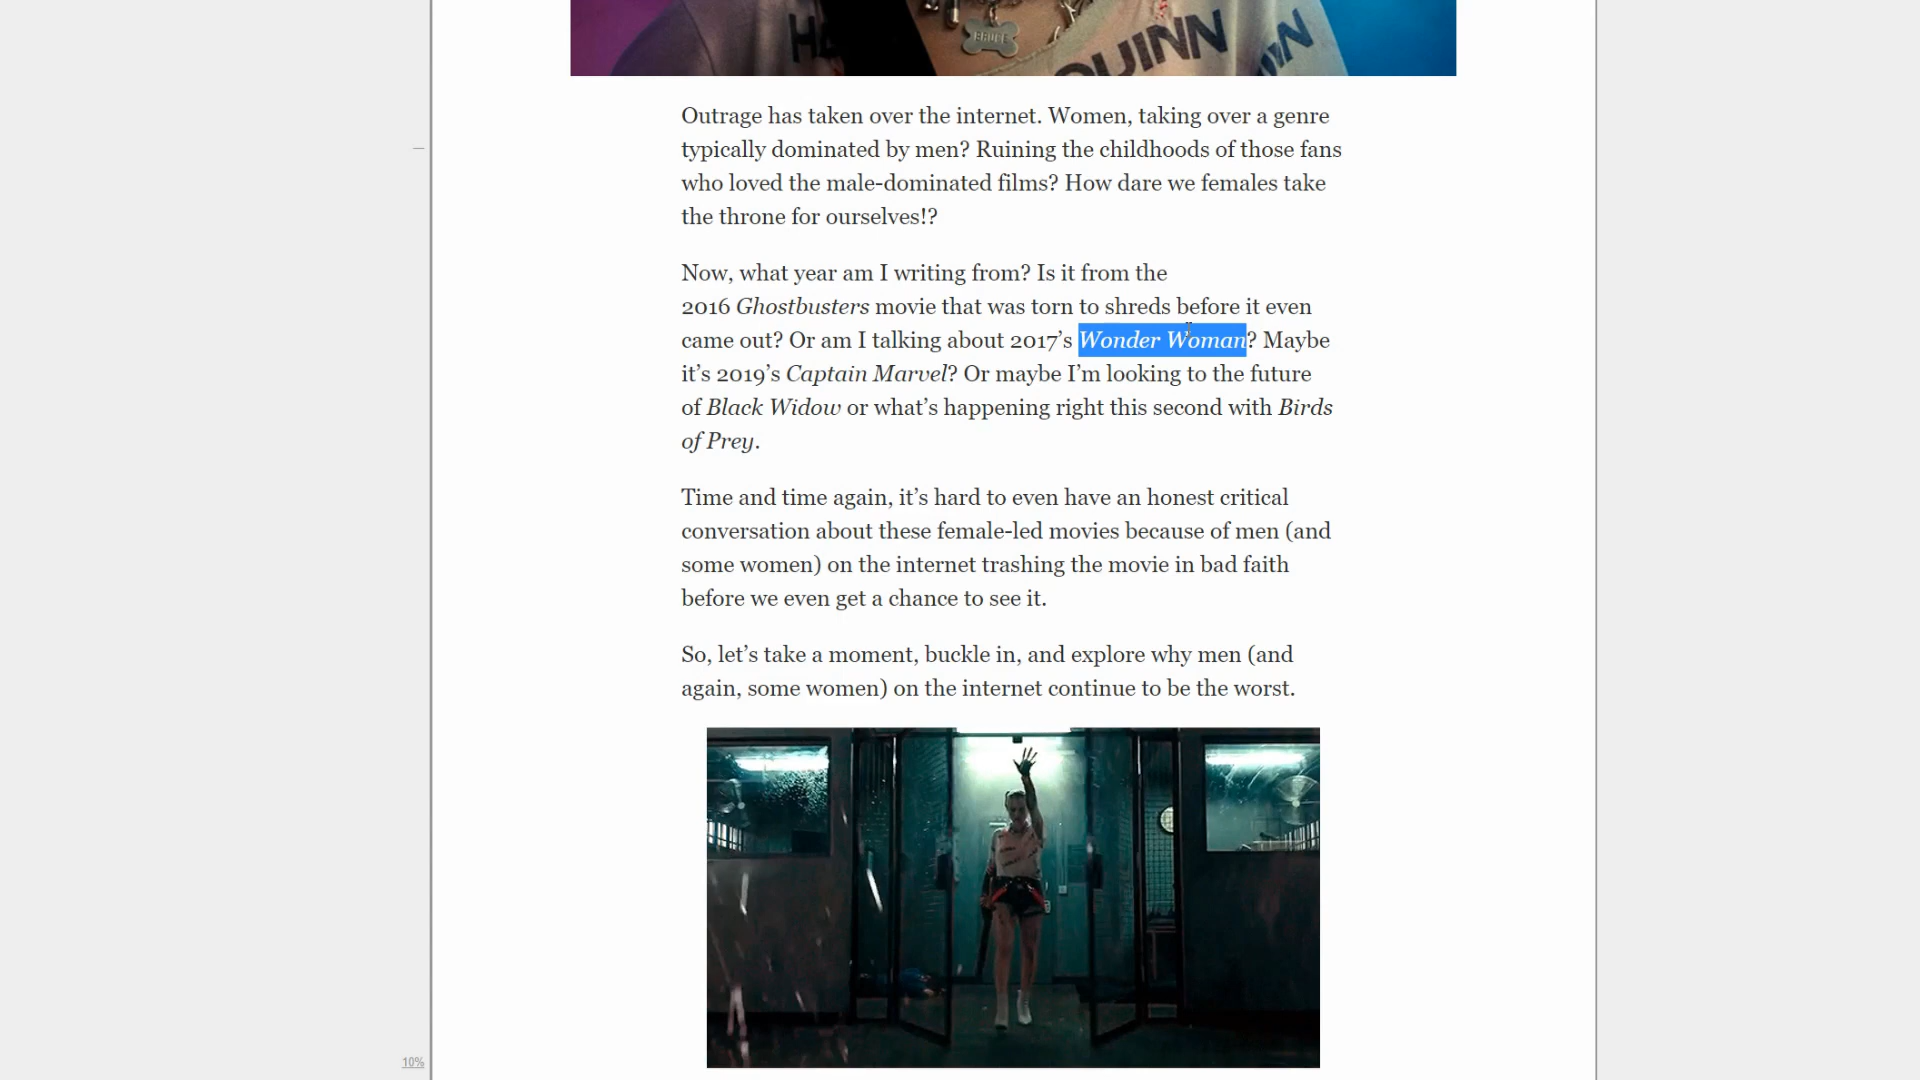 BRUCE
QUINN
Outrage has taken over the internet. Women, taking over a genre
typically dominated by men? Ruining the childhoods of those fans
who loved the male-dominated films? How dare we females take
the throne for ourselves!?
Now, what year am I writing from? Is it from the
2016 Ghostbusters movie that was torn to shreds before it even
came out? Or am I talking about 2017’s Wonder Woman? Maybe
it’s 2019’s Captain Marvel? Or maybe I’m looking to the future
of Black Widow or what’s happening right this second with Birds
of Prey.
Time and time again, it’s hard to even have an honest critical
conversation about these female-led movies because of men (and
some women) on the internet trashing the movie in bad faith
before we even get a chance to see it.
So, let’s take a moment, buckle in, and explore why men (and
again, some women) on the internet continue to be the worst.
10%